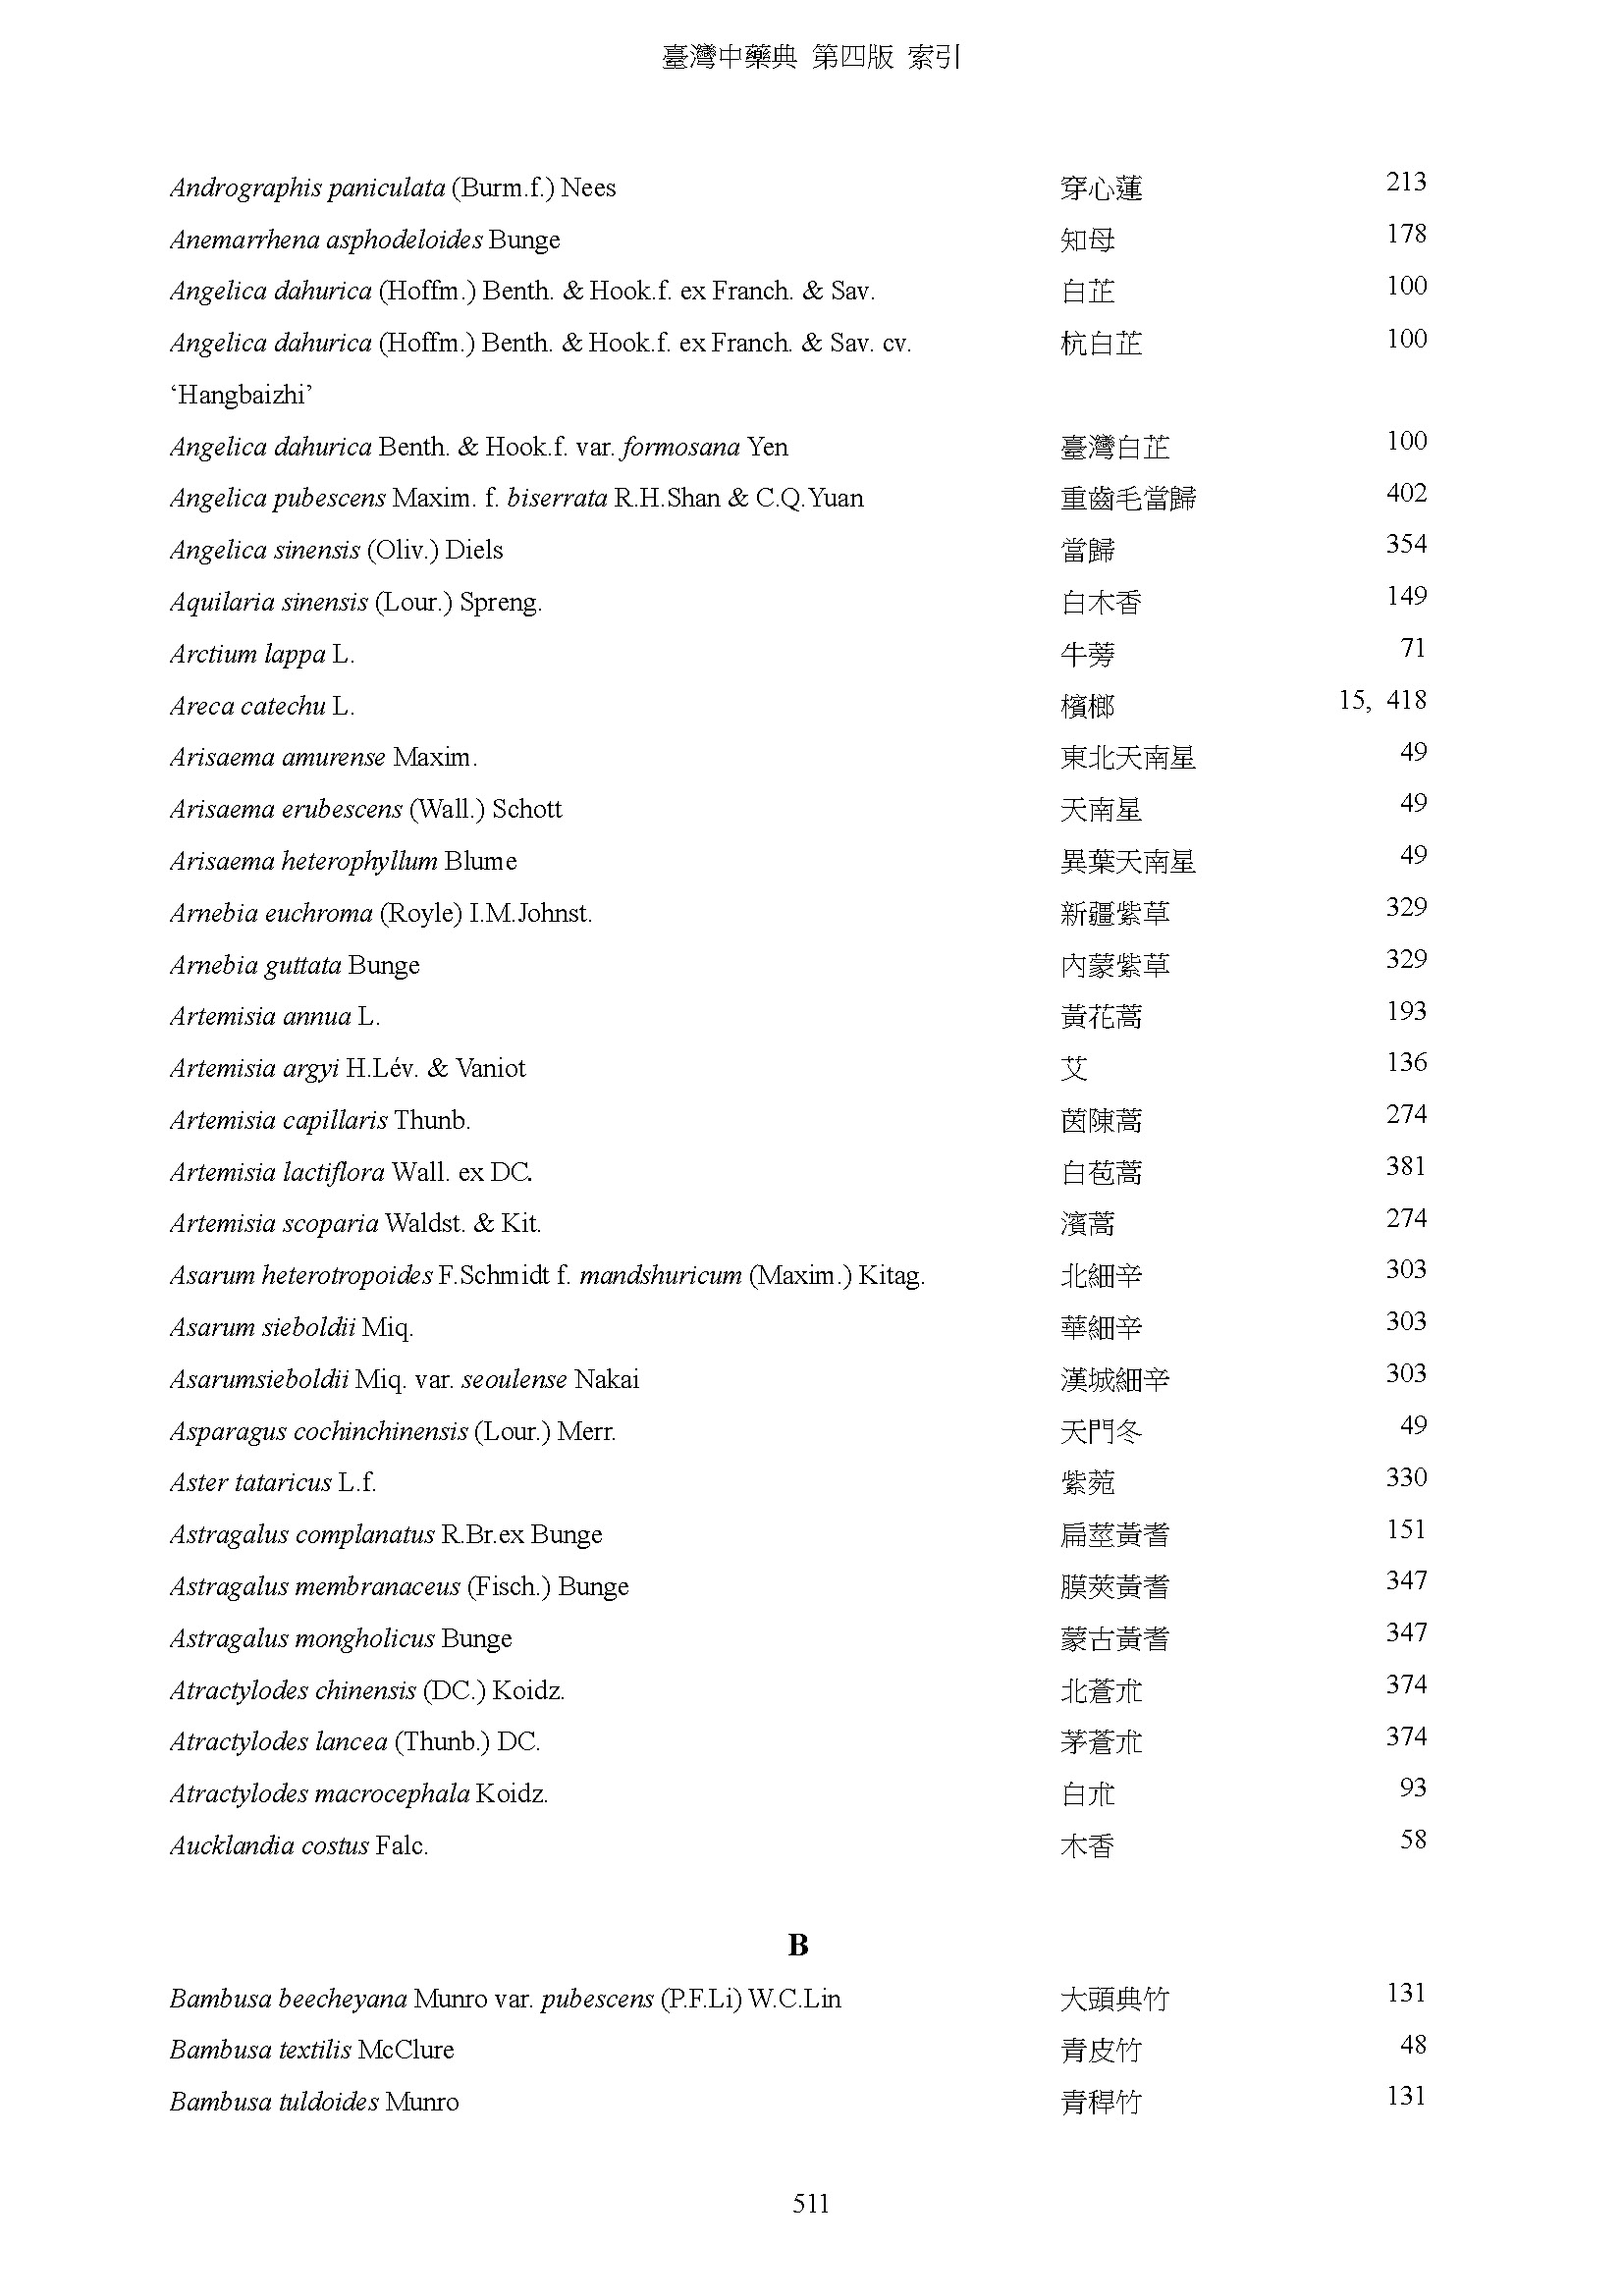 臺灣中藥典 第四版 索引
Andrographis paniculata (Burm.f.) Nees 穿心蓮 213
Anemarrhena asphodeloides Bunge 知母 178
Angelica dahurica (Hoffm.) Benth. & Hook.f. ex Franch. & Sav. 白芷 100
Angelica dahurica (Hoffm.) Benth. & Hook.f. ex Franch. & Sav. cv. 杭白芷 100
‘Hangbaizhi’
Angelica dahurica Benth. & Hook.f. var. formosana Yen 臺灣白芷 100
Angelica pubescens Maxim. f. biserrata R.H.Shan & C.Q.Yuan 重齒毛當歸 402
Angelica sinensis (Oliv.) Diels 當歸 354
Aquilaria sinensis (Lour.) Spreng. 白木香 149
Arctium lappa L. 牛蒡 71
Areca catechu L. 檳榔 15, 418
Arisaema amurense Maxim. 東北天南星 49
Arisaema erubescens (Wall.) Schott 天南星 49
Arisaema heterophyllum Blume 異葉天南星 49
Arnebia euchroma (Royle) I.M.Johnst. 新疆紫草 329
Arnebia guttata Bunge 內蒙紫草 329
Artemisia annua L. 黃花蒿 193
Artemisia argyi H.Lév. & Vaniot 艾 136
Artemisia capillaris Thunb. 茵陳蒿 274
Artemisia lactiflora Wall. ex DC. 白苞蒿 381
Artemisia scoparia Waldst. & Kit. 濱蒿 274
Asarum heterotropoides F.Schmidt f. mandshuricum (Maxim.) Kitag. 北細辛 303
Asarum sieboldii Miq. 華細辛 303
Asarumsieboldii Miq. var. seoulense Nakai 漢城細辛 303
Asparagus cochinchinensis (Lour.) Merr. 天門冬 49
Aster tataricus L.f. 紫菀 330
Astragalus complanatus R.Br.ex Bunge 扁莖黃耆 151
Astragalus membranaceus (Fisch.) Bunge 膜莢黃耆 347
Astragalus mongholicus Bunge 蒙古黃耆 347
Atractylodes chinensis (DC.) Koidz. 北蒼朮 374
Atractylodes lancea (Thunb.) DC. 茅蒼朮 374
Atractylodes macrocephala Koidz. 白朮 93
Aucklandia costus Falc. 木香 58
B
Bambusa beecheyana Munro var. pubescens (P.F.Li) W.C.Lin 大頭典竹 131
Bambusa textilis McClure 青皮竹 48
Bambusa tuldoides Munro 青稈竹 131
511